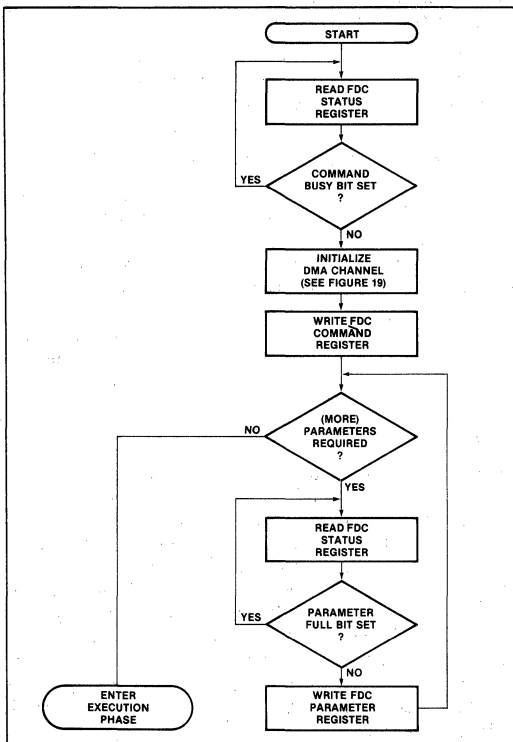 START
READ FDC
STATUS
REGISTER
COMMAND
BUSY BIT SET
?
YES
NO
INITIALIZE
DMA CHANNEL
(SEE FIGURE 19)
WRITE FDC
COMMAND
REGISTER
(MORE)
PARAMETERS
REQUIRED
?
NO
YES
READ FDC
STATUS
REGISTER
PARAMETER
FULL BIT SET
?
YES
NO
WRITE FDC
PARAMETER
REGISTER
ENTER
EXECUTION
PHASE